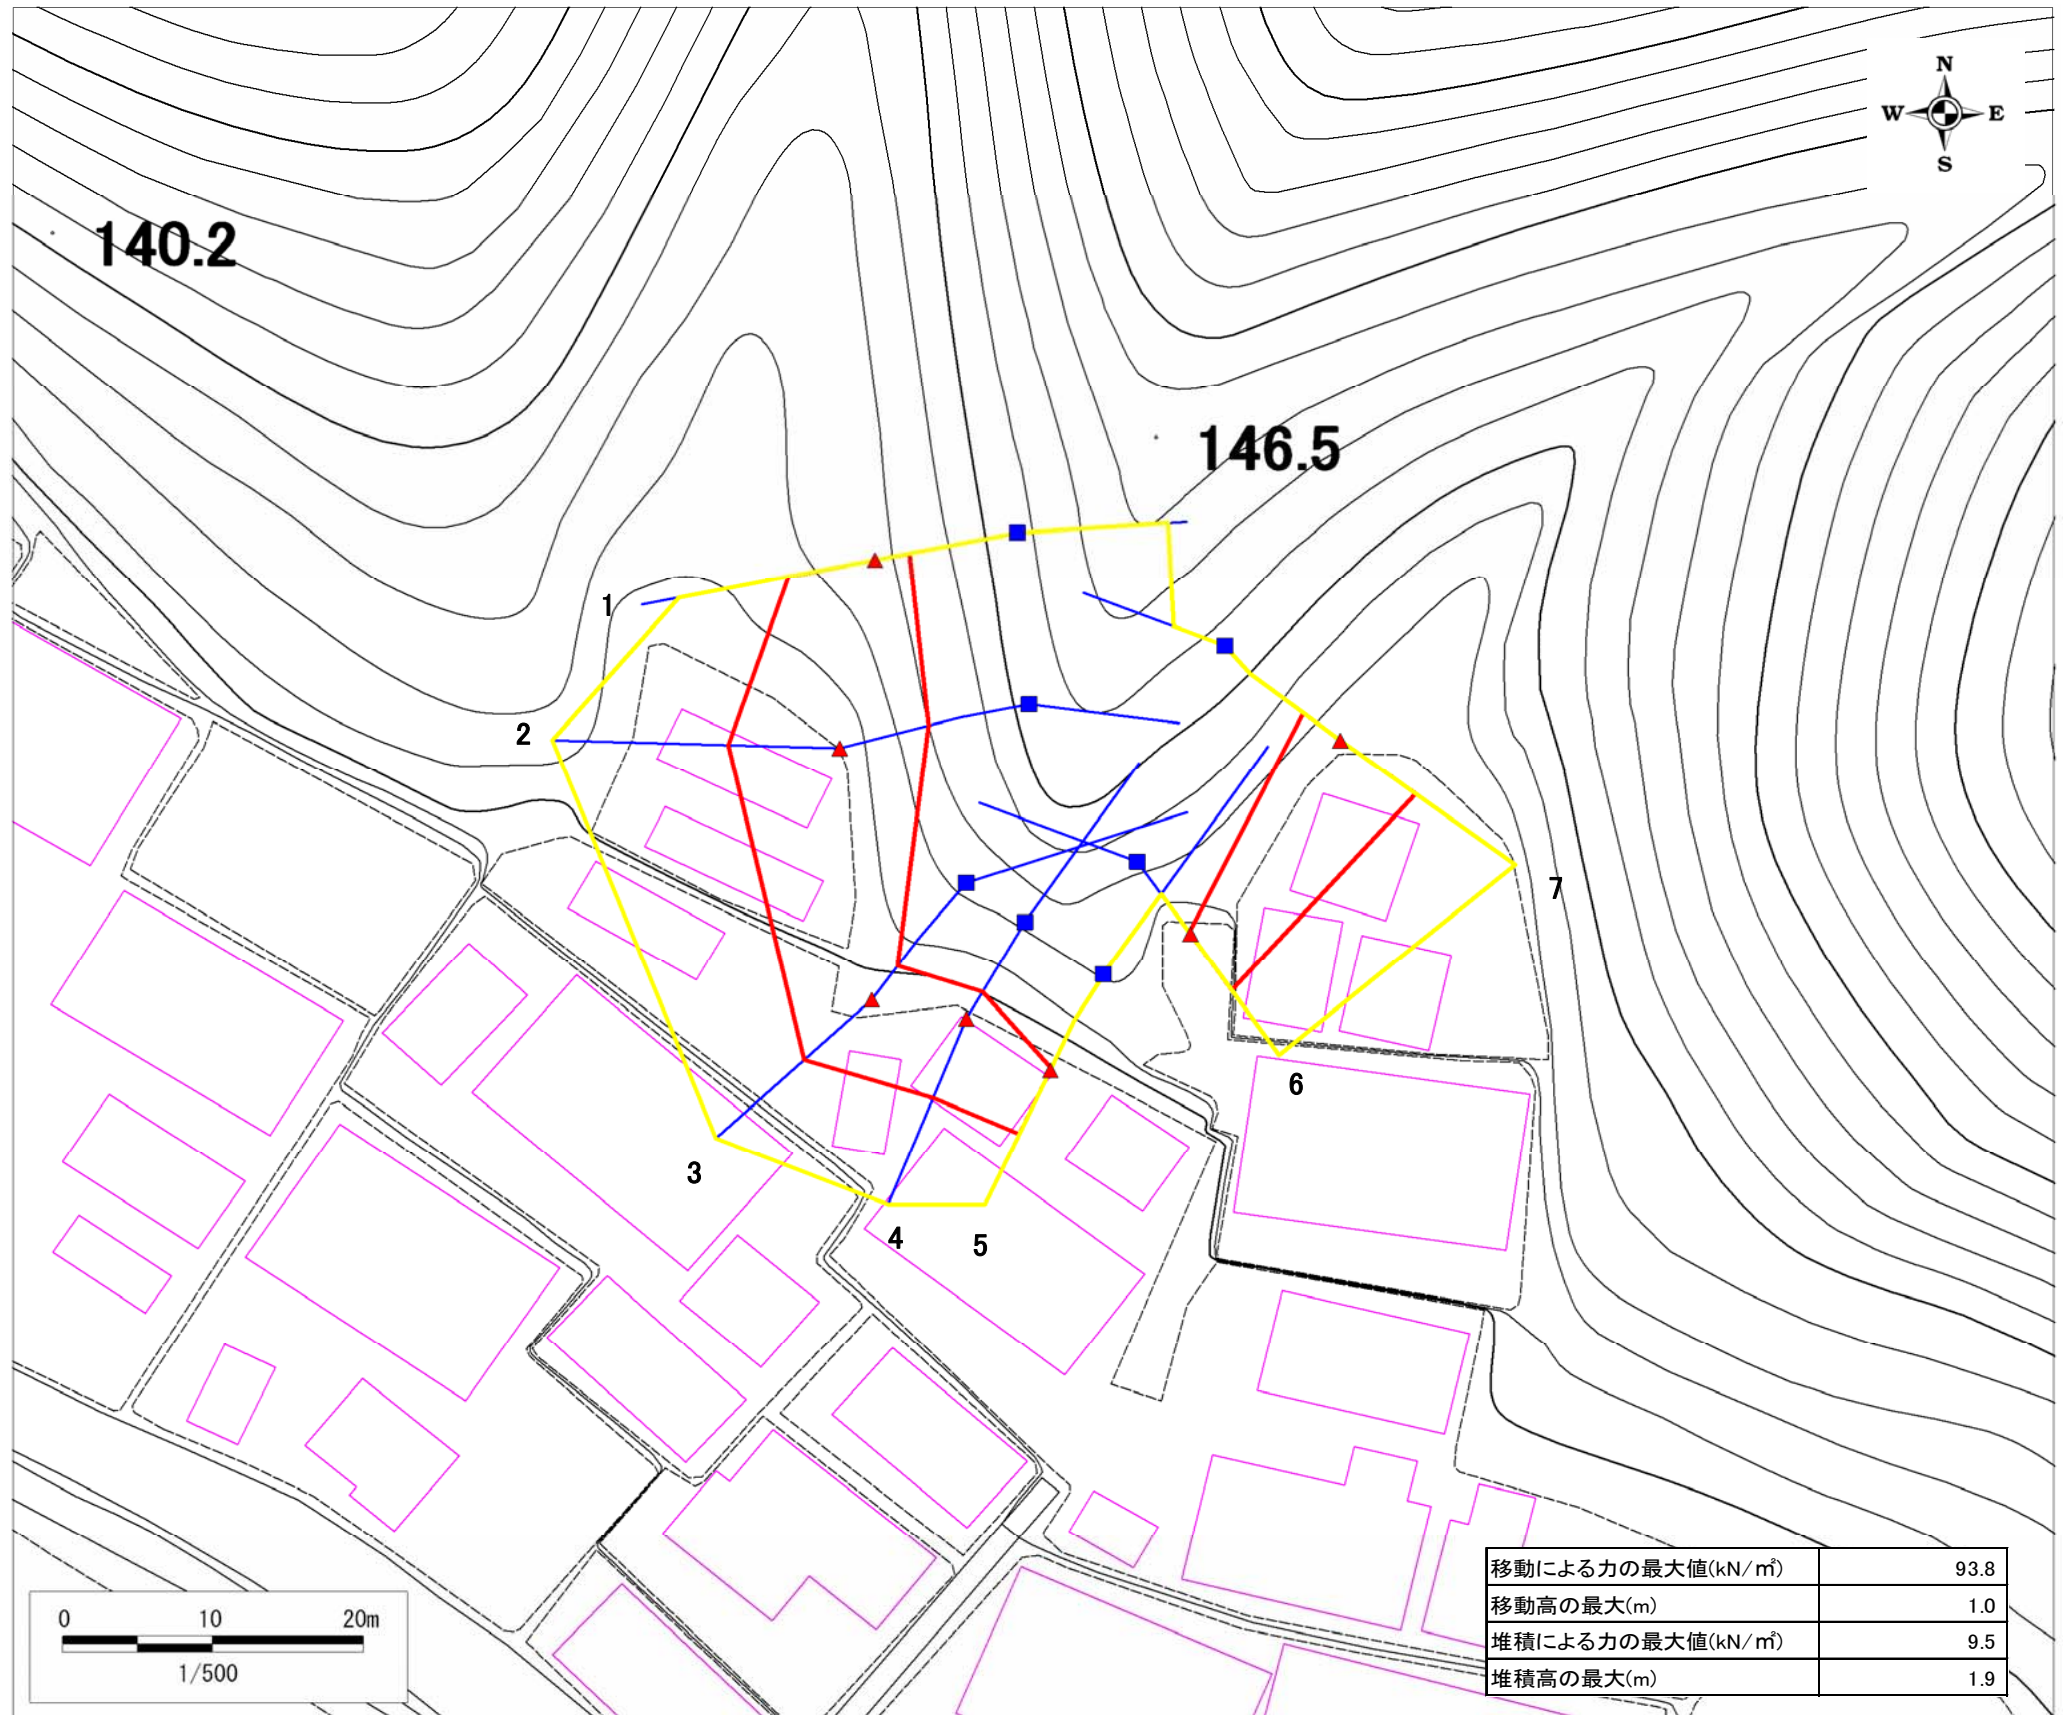 N
W E
S
140.2
146.5
1
2
7
6
3
4
5
移動による力の最大値(kN/㎡) 93.8
移動高の最大(m) 1.0
堆積による力の最大値(kN/㎡) 9.5
堆積高の最大(m) 1.9
0 10 20m
1/500